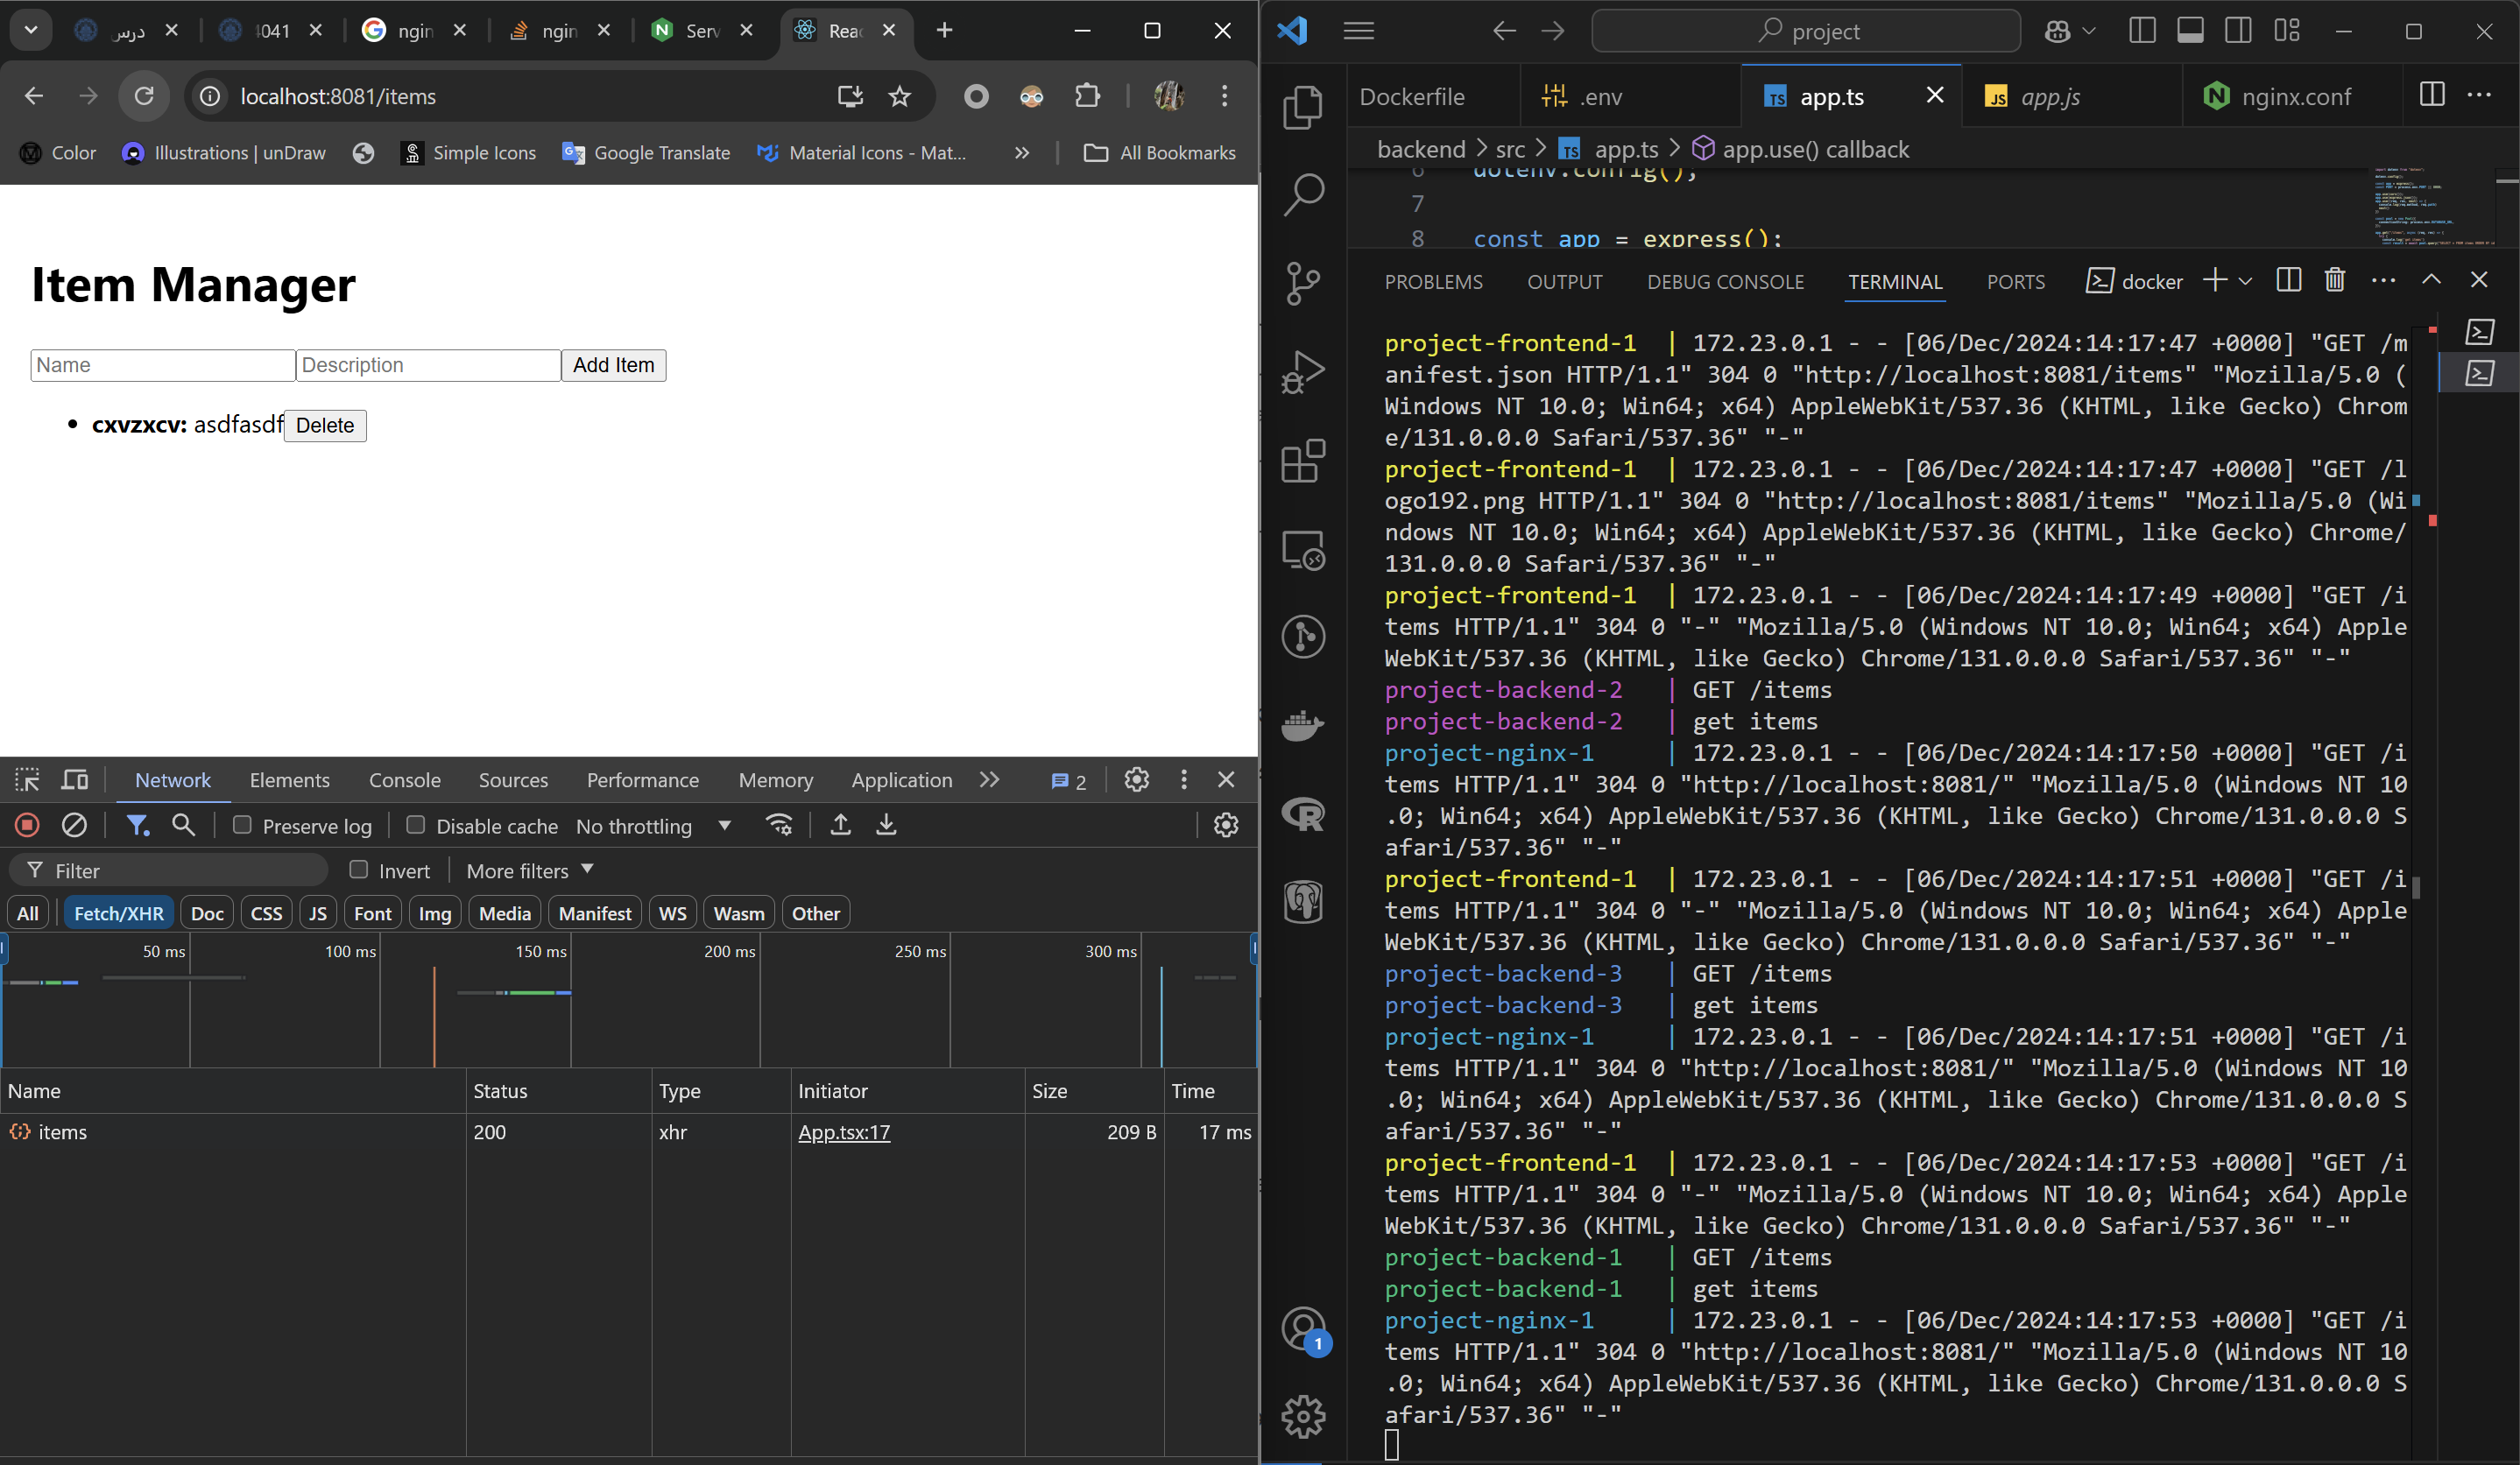 درس
1041
ngin
ngin
Serv
Reac
localhost:8081/items
Color
Illustrations | unDraw
Simple Icons
Google Translate
Material Icons - Mat...
All Bookmarks
Item Manager
Name
Description
Add Item
cxvzxcv: asdfasdf
Delete
Network
Elements
Console
Sources
Performance
Memory
Application
2
Preserve log
Disable cache
No throttling
Filter
Invert
More filters
All
Fetch/XHR
Doc
CSS
JS
Font
Img
Media
Manifest
WS
Wasm
Other
50 ms
100 ms
150 ms
200 ms
250 ms
300 ms
Name Status Type Initiator Size Time
items 200 xhr App.tsx:17 209 B 17 ms
project
Dockerfile
.env
TS app.ts
JS app.js
nginx.conf
backend > src > TS app.ts > app.use() callback
6 dotenv.config();
7
8 const app = express();
PROBLEMS
OUTPUT
DEBUG CONSOLE
TERMINAL
PORTS
docker
project-frontend-1 | 172.23.0.1 - - [06/Dec/2024:14:17:47 +0000] "GET /m
anifest.json HTTP/1.1" 304 0 "http://localhost:8081/items" "Mozilla/5.0 (
Windows NT 10.0; Win64; x64) AppleWebKit/537.36 (KHTML, like Gecko) Chrom
e/131.0.0.0 Safari/537.36" "-"
project-frontend-1 | 172.23.0.1 - - [06/Dec/2024:14:17:47 +0000] "GET /l
ogo192.png HTTP/1.1" 304 0 "http://localhost:8081/items" "Mozilla/5.0 (Wi
ndows NT 10.0; Win64; x64) AppleWebKit/537.36 (KHTML, like Gecko) Chrome/
131.0.0.0 Safari/537.36" "-"
project-frontend-1 | 172.23.0.1 - - [06/Dec/2024:14:17:49 +0000] "GET /i
tems HTTP/1.1" 304 0 "-" "Mozilla/5.0 (Windows NT 10.0; Win64; x64) Apple
WebKit/537.36 (KHTML, like Gecko) Chrome/131.0.0.0 Safari/537.36" "-"
project-backend-2 | GET /items
project-backend-2 | get items
project-nginx-1 | 172.23.0.1 - - [06/Dec/2024:14:17:50 +0000] "GET /i
tems HTTP/1.1" 304 0 "http://localhost:8081/" "Mozilla/5.0 (Windows NT 10
.0; Win64; x64) AppleWebKit/537.36 (KHTML, like Gecko) Chrome/131.0.0.0 S
afari/537.36" "-"
project-frontend-1 | 172.23.0.1 - - [06/Dec/2024:14:17:51 +0000] "GET /i
tems HTTP/1.1" 304 0 "-" "Mozilla/5.0 (Windows NT 10.0; Win64; x64) Apple
WebKit/537.36 (KHTML, like Gecko) Chrome/131.0.0.0 Safari/537.36" "-"
project-backend-3 | GET /items
project-backend-3 | get items
project-nginx-1 | 172.23.0.1 - - [06/Dec/2024:14:17:51 +0000] "GET /i
tems HTTP/1.1" 304 0 "http://localhost:8081/" "Mozilla/5.0 (Windows NT 10
.0; Win64; x64) AppleWebKit/537.36 (KHTML, like Gecko) Chrome/131.0.0.0 S
afari/537.36" "-"
project-frontend-1 | 172.23.0.1 - - [06/Dec/2024:14:17:53 +0000] "GET /i
tems HTTP/1.1" 304 0 "-" "Mozilla/5.0 (Windows NT 10.0; Win64; x64) Apple
WebKit/537.36 (KHTML, like Gecko) Chrome/131.0.0.0 Safari/537.36" "-"
project-backend-1 | GET /items
project-backend-1 | get items
project-nginx-1 | 172.23.0.1 - - [06/Dec/2024:14:17:53 +0000] "GET /i
tems HTTP/1.1" 304 0 "http://localhost:8081/" "Mozilla/5.0 (Windows NT 10
.0; Win64; x64) AppleWebKit/537.36 (KHTML, like Gecko) Chrome/131.0.0.0 S
afari/537.36" "-"
1